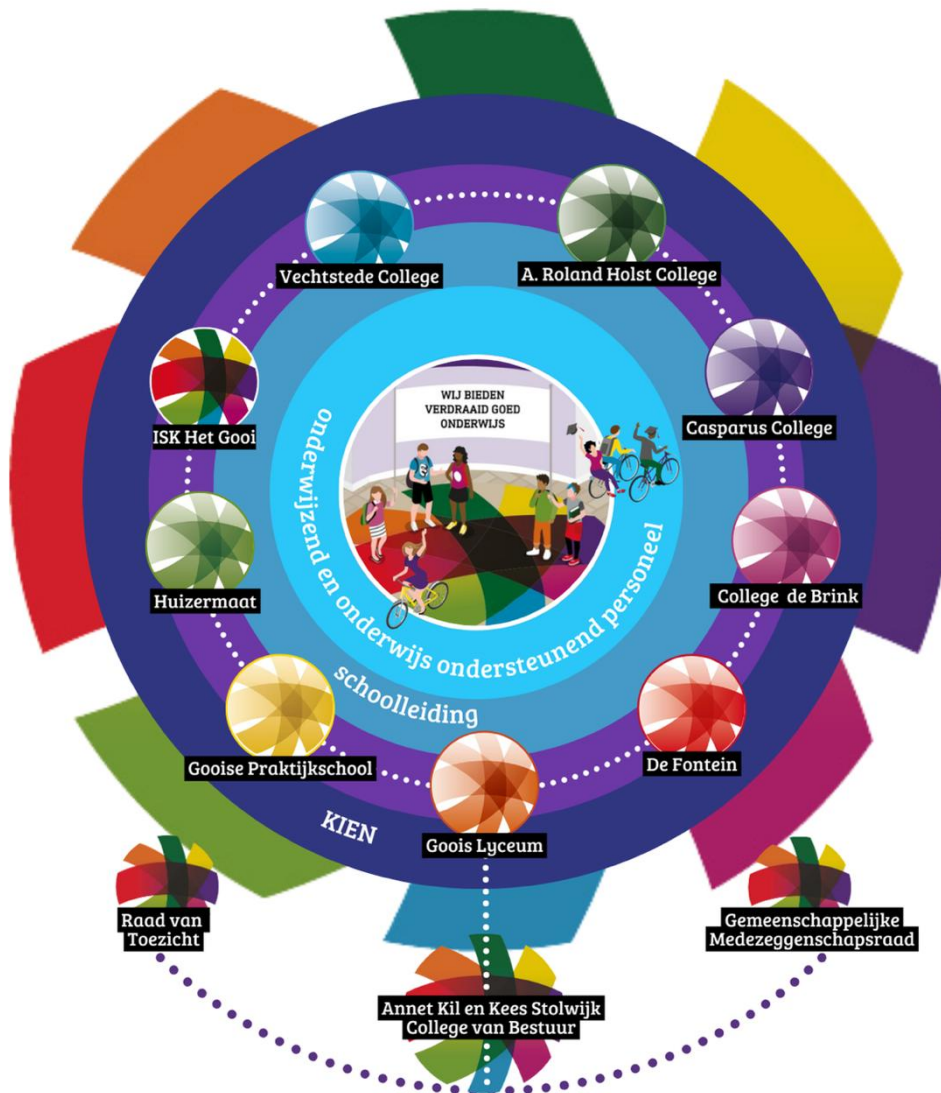 Vechtstede College
A. Roland Holst College
ISK Het Gooi
WIJ BIEDEN
VERDRAAID GOED
ONDERWIJS
Casparus College
Huizermaat
College de Brink
onderwijzend en onderwijs ondersteunend personeel
schoolleiding
Gooise Praktijkschool
De Fontein
KIEN
Goois Lyceum
Raad van
Toezicht
Gemeenschappelijke
Medezeggenschapsraad
Annet Kil en Kees Stolwijk
College van Bestuur